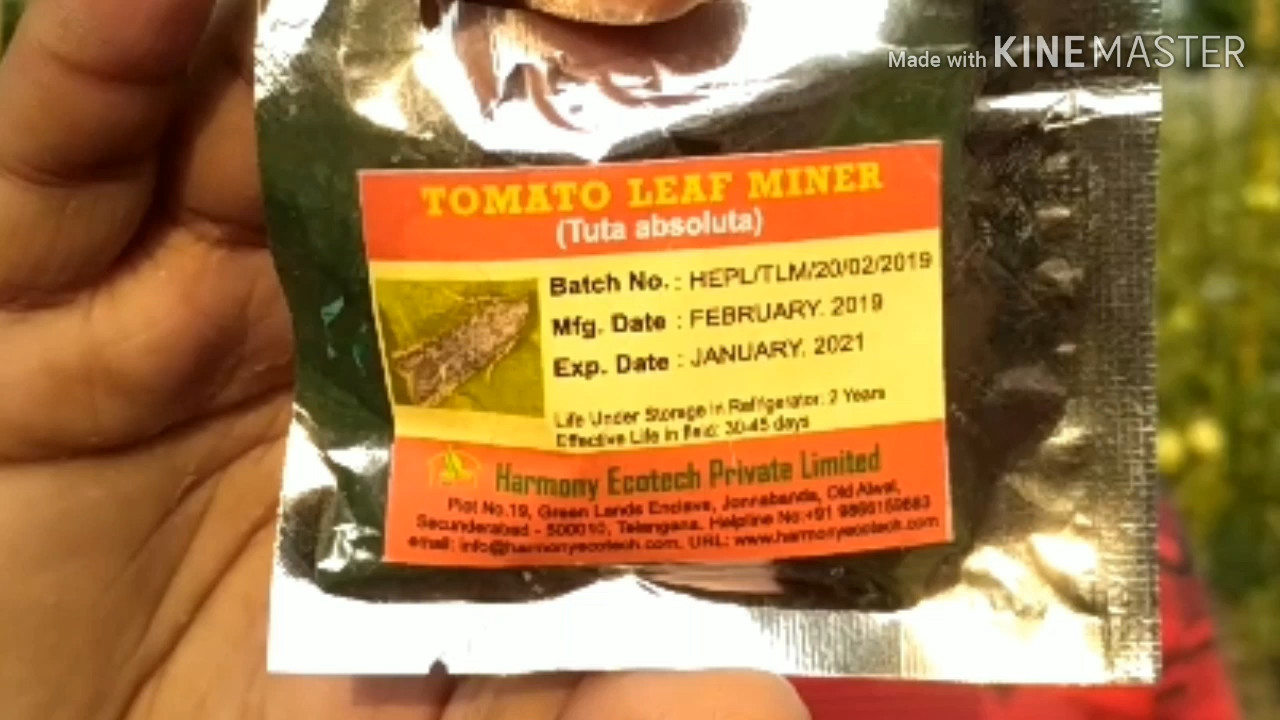 Made with KINEMASTER
TOMATO LEAF MINER
(Tuta absoluta)
Batch No. : HEPL/TLM/20/02/2019
Mfg. Date : FEBRUARY. 2019
Exp. Date : JANUARY. 2021
Life Under Storage in Refrigerator: 2 Years
Effective Life in field: 30-45 days
Harmony Ecotech Private Limited
Plot No.19, Green Lands Enclave, Jonnabanda, Old Alwal,
Secunderabad - 500010, Telangana. Helpline No:+91
email: info@harmonyecotech.com, URL: www.harmonyecotech.com